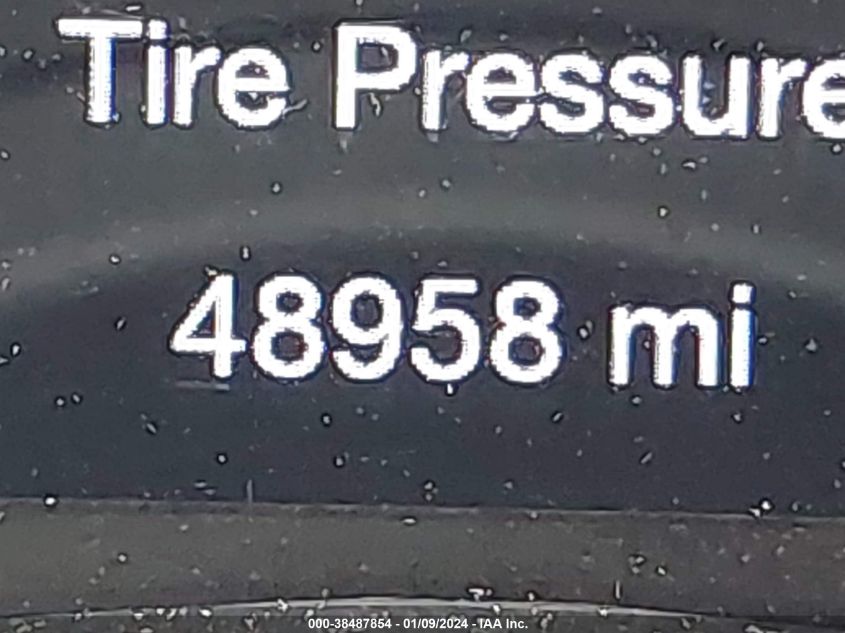 Tire Pressure
48958 mi
000-38487854 - 01/09/2024 - IAA Inc.